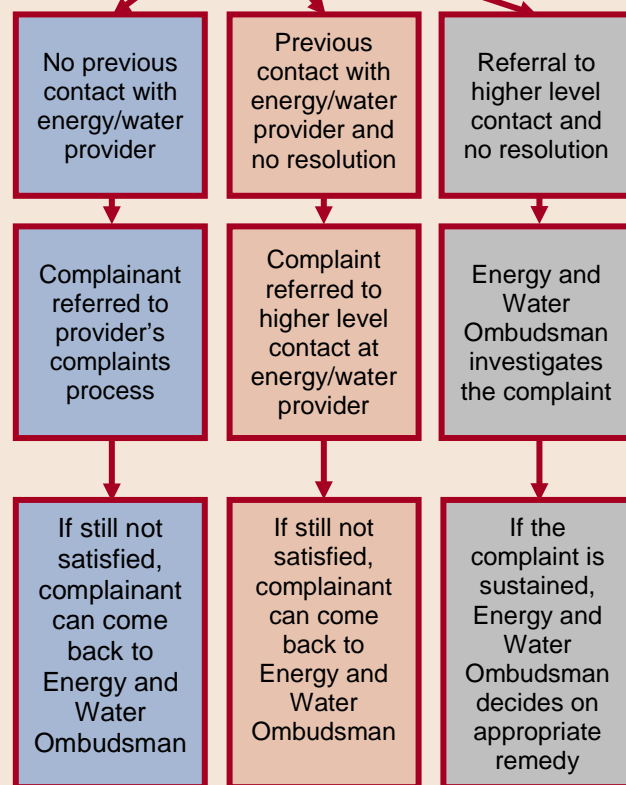 No previous
contact with
energy/water
provider
Previous
contact with
energy/water
provider and
no resolution
Referral to
higher level
contact and
no resolution
Complainant
referred to
provider's
complaints
process
Complaint
referred to
higher level
contact at
energy/water
provider
Energy and
Water
Ombudsman
investigates
the complaint
If still not
satisfied,
complainant
can come
back to
Energy and
Water
Ombudsman
If still not
satisfied,
complainant
can come
back to
Energy and
Water
Ombudsman
If the
complaint is
sustained,
Energy and
Water
Ombudsman
decides on
appropriate
remedy